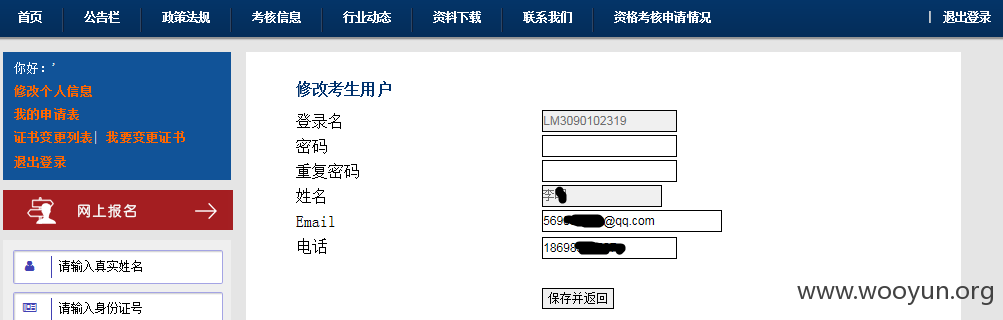 首页 公告栏 政策法规 考核信息 行业动态 资料下载 联系我们 资格考核申请情况 | 退出登录
你好：'
修改个人信息
我的申请表
证书变更列表| 我要变更证书
退出登录
网上报名
请输入真实姓名
请输入身份证号
修改考生用户
登录名 LM3090102319
密码
重复密码
姓名 李
Email 569 @qq.com
电话 18698
保存并返回
www.wooyun.org